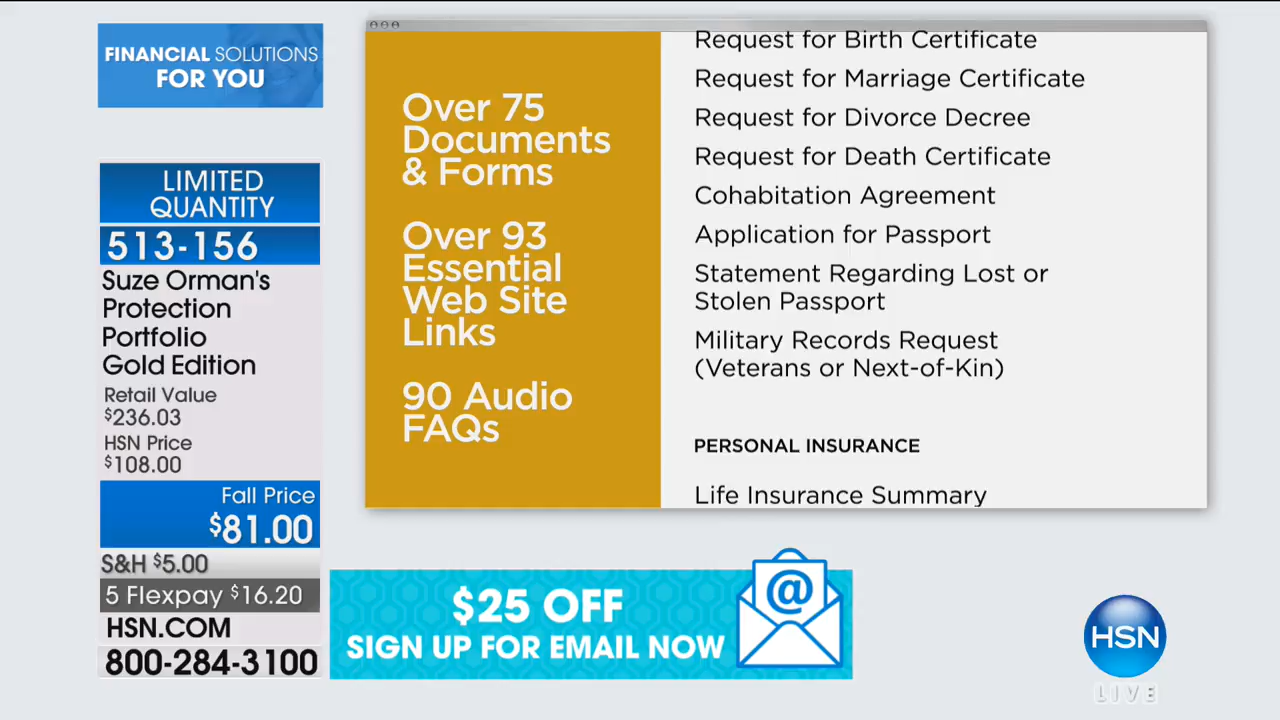 FINANCIAL SOLUTIONS
FOR YOU
LIMITED
QUANTITY
513-156
Suze Orman's
Protection
Portfolio
Gold Edition
Retail Value
$236.03
HSN Price
$108.00
Fall Price
$81.00
S&H $5.00
5 Flexpay $16.20
HSN.COM
800-284-3100
Over 75
Documents
& Forms
Over 93
Essential
Web Site
Links
90 Audio
FAQs
Request for Birth Certificate
Request for Marriage Certificate
Request for Divorce Decree
Request for Death Certificate
Cohabitation Agreement
Application for Passport
Statement Regarding Lost or
Stolen Passport
Military Records Request
(Veterans or Next-of-Kin)
PERSONAL INSURANCE
Life Insurance Summary
$25 OFF
SIGN UP FOR EMAIL NOW
@
HSN
LIVE